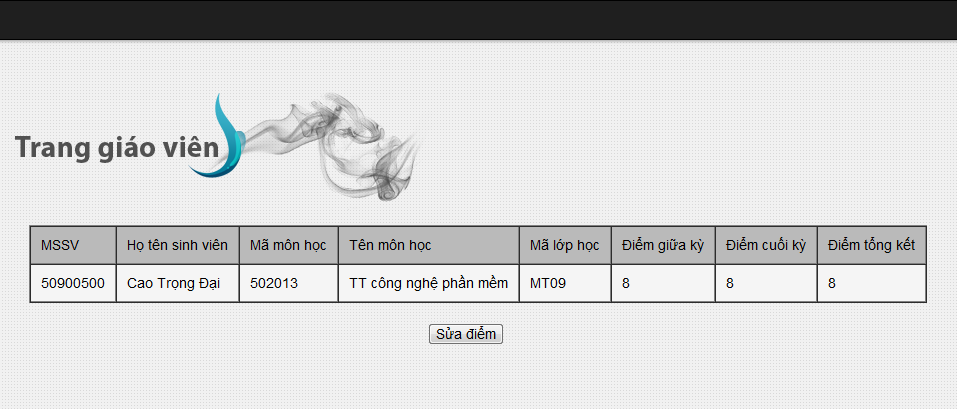 Trang giáo viên
MSSV Họ tên sinh viên Mã môn học Tên môn học Mã lớp học Điểm giữa kỳ Điểm cuối kỳ Điểm tổng kết
50900500 Cao Trọng Đại 502013 TT công nghệ phần mềm MT09 8 8 8
Sửa điểm